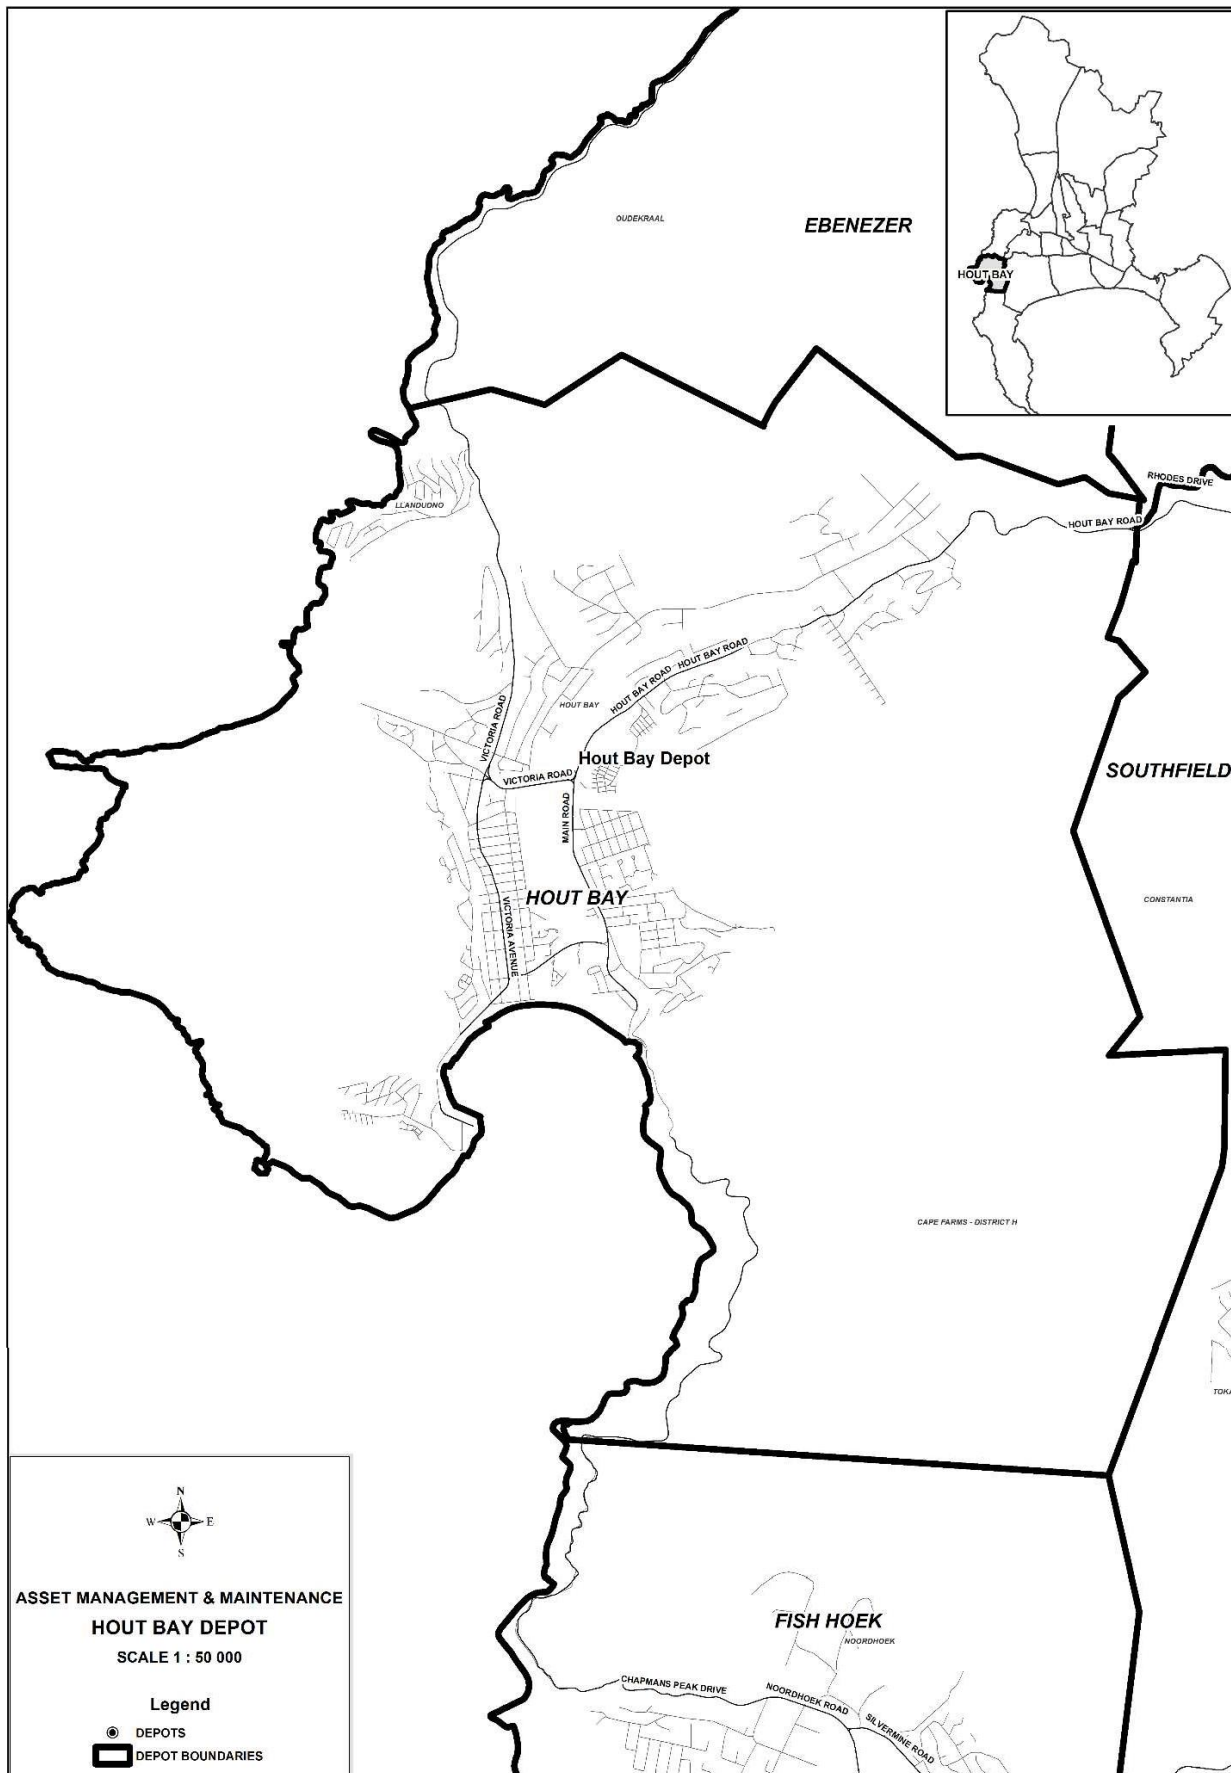 OUDEKRAAL
EBENEZER
HOUT BAY
RHODES DRIVE
HOUT BAY ROAD
LLANDUDNO
HOUT BAY ROAD
HOUT BAY ROAD
VICTORIA ROAD
HOUT BAY
Hout Bay Depot
VICTORIA ROAD
SOUTHFIELD
MAIN ROAD
HOUT BAY
CONSTANTIA
VICTORIA AVENUE
CAPE FARMS - DISTRICT H
N
W E
S
ASSET MANAGEMENT & MAINTENANCE
HOUT BAY DEPOT
SCALE 1 : 50 000
Legend
DEPOTS
DEPOT BOUNDARIES
FISH HOEK
NOORDHOEK
CHAPMANS PEAK DRIVE
NOORDHOEK ROAD
SILVERMINE ROAD